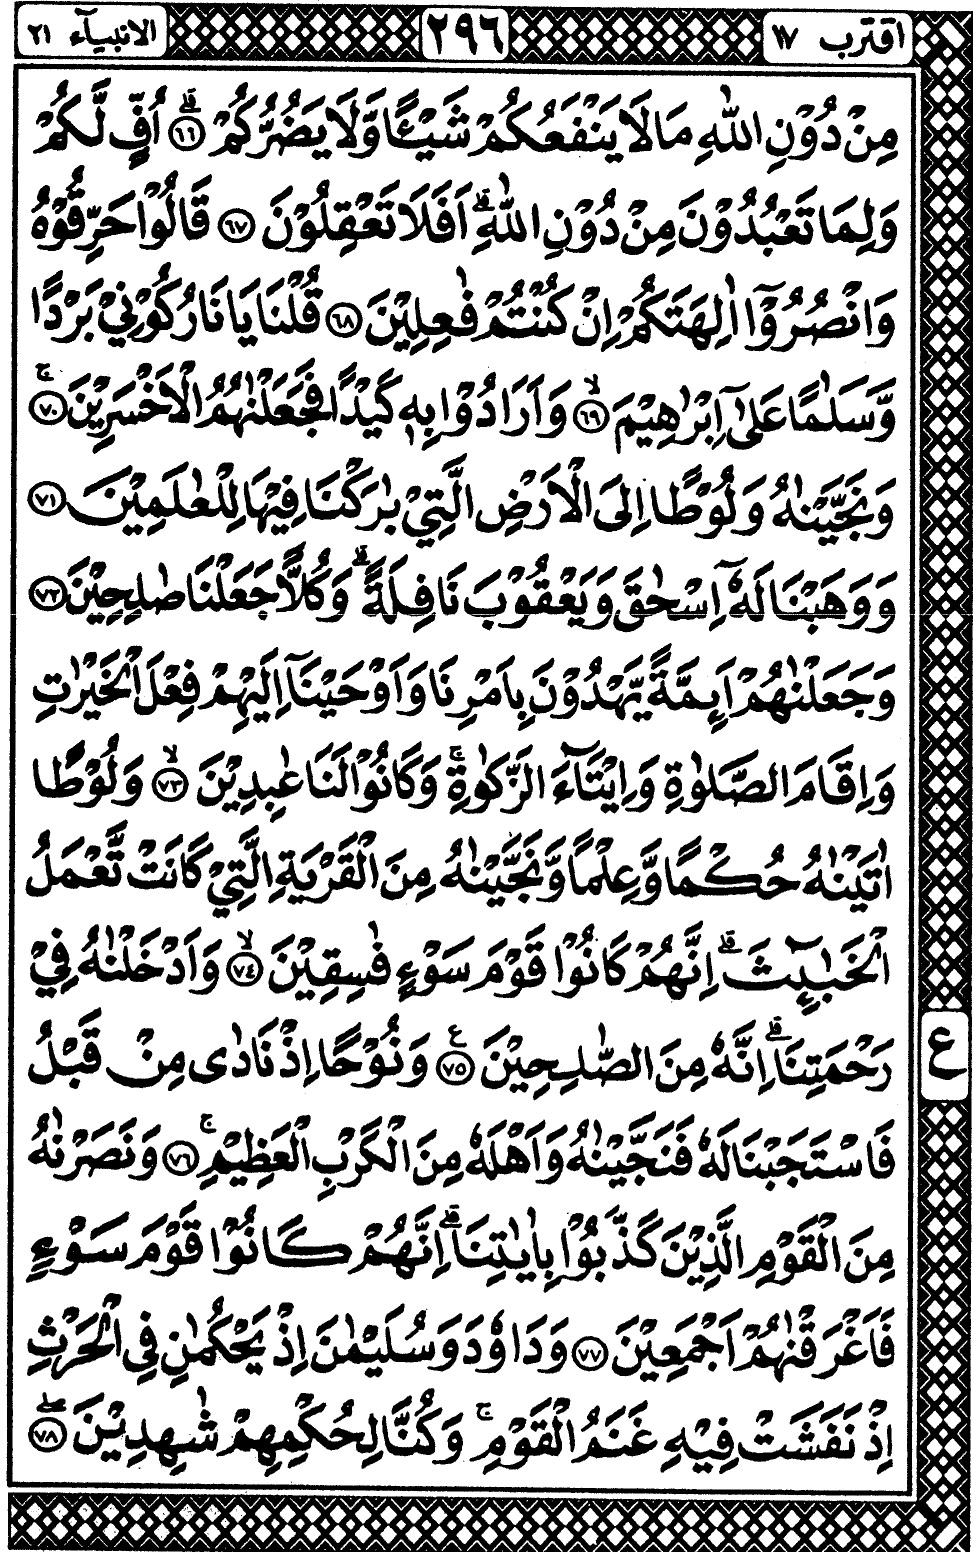 اقترب ١٧
٢٩٦
الانبيآء ٢١
مِنْ دُوْنِ اللّٰهِ مَا لَا يَنْفَعُكُمْ شَيْـًٔا وَّلَا يَضُرُّكُمْ ۗ ﴿٦٦﴾ اُفٍّ لَّكُمْ
وَلِمَا تَعْبُدُوْنَ مِنْ دُوْنِ اللّٰهِ ۗ اَفَلَا تَعْقِلُوْنَ ﴿٦٧﴾ قَالُوْا حَرِّقُوْهُ
وَانْصُرُوْٓا اٰلِهَتَكُمْ اِنْ كُنْتُمْ فٰعِلِيْنَ ﴿٦٨﴾ قُلْنَا يَا نَارُ كُوْنِيْ بَرْدًا
وَّسَلٰمًا عَلٰٓى اِبْرٰهِيْمَ ۙ ﴿٦٩﴾ وَاَرَادُوْا بِهٖ كَيْدًا فَجَعَلْنٰهُمُ الْاَخْسَرِيْنَ ۚ ﴿٧٠﴾
وَنَجَّيْنٰهُ وَلُوْطًا اِلَى الْاَرْضِ الَّتِيْ بٰرَكْنَا فِيْهَا لِلْعٰلَمِيْنَ ﴿٧١﴾
وَوَهَبْنَا لَهٗٓ اِسْحٰقَ وَيَعْقُوْبَ نَافِلَةً ۗ وَكُلًّا جَعَلْنَا صٰلِحِيْنَ ﴿٧٢﴾
وَجَعَلْنٰهُمْ اَىِٕمَّةً يَّهْدُوْنَ بِاَمْرِنَا وَاَوْحَيْنَآ اِلَيْهِمْ فِعْلَ الْخَيْرٰتِ
وَاِقَامَ الصَّلٰوةِ وَاِيْتَآءَ الزَّكٰوةِ ۚ وَكَانُوْا لَنَا عٰبِدِيْنَ ۙ ﴿٧٣﴾ وَلُوْطًا
اٰتَيْنٰهُ حُكْمًا وَّعِلْمًا وَّنَجَّيْنٰهُ مِنَ الْقَرْيَةِ الَّتِيْ كَانَتْ تَّعْمَلُ
الْخَبٰۤىِٕثَ ۗ اِنَّهُمْ كَانُوْا قَوْمَ سَوْءٍ فٰسِقِيْنَ ۙ ﴿٧٤﴾ وَاَدْخَلْنٰهُ فِيْ
رَحْمَتِنَا ۗ اِنَّهٗ مِنَ الصّٰلِحِيْنَ ع ﴿٧٥﴾ وَنُوْحًا اِذْ نَادٰى مِنْ قَبْلُ
ع
فَاسْتَجَبْنَا لَهٗ فَنَجَّيْنٰهُ وَاَهْلَهٗ مِنَ الْكَرْبِ الْعَظِيْمِ ۚ ﴿٧٦﴾ وَنَصَرْنٰهُ
مِنَ الْقَوْمِ الَّذِيْنَ كَذَّبُوْا بِاٰيٰتِنَا ۗ اِنَّهُمْ كَانُوْا قَوْمَ سَوْءٍ
فَاَغْرَقْنٰهُمْ اَجْمَعِيْنَ ﴿٧٧﴾ وَدَاوٗدَ وَسُلَيْمٰنَ اِذْ يَحْكُمٰنِ فِى الْحَرْثِ
اِذْ نَفَشَتْ فِيْهِ غَنَمُ الْقَوْمِ ۚ وَكُنَّا لِحُكْمِهِمْ شٰهِدِيْنَ ۖ ﴿٧٨﴾